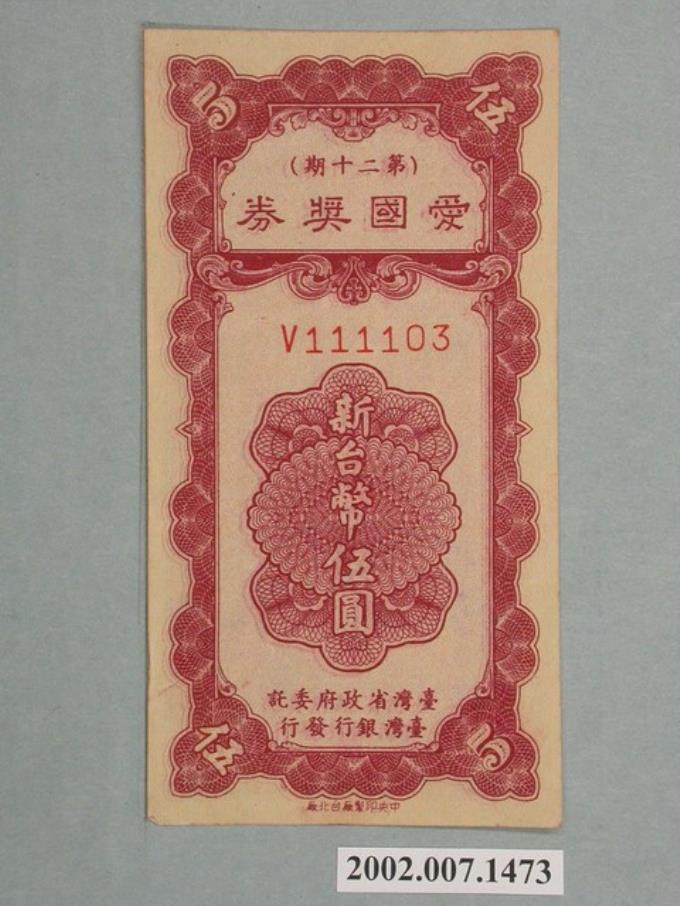 伍
伍
(第二十期)
愛國獎券
V111103
新台幣伍圓
臺灣省政府委託
臺灣銀行發行
伍
伍
中央印製廠台北廠
2002.007.1473